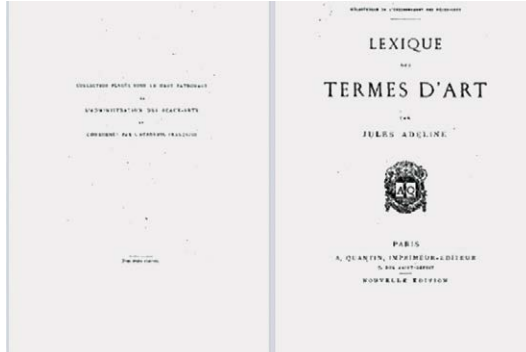 COLLECTION PLACÉE SOUS LE HAUT PATRONAGE
DE
L'ADMINISTRATION DES BEAUX-ARTS
ET
COURONNÉE PAR L'ACADÉMIE FRANÇAISE
BIBLIOTHÈQUE DE L'ENSEIGNEMENT DES BEAUX-ARTS
LEXIQUE
DES
TERMES D'ART
PAR
JULES ADELINE
A Q
PARIS
A. QUANTIN, IMPRIMEUR-ÉDITEUR
7, RUE SAINT-BENOIT
NOUVELLE ÉDITION